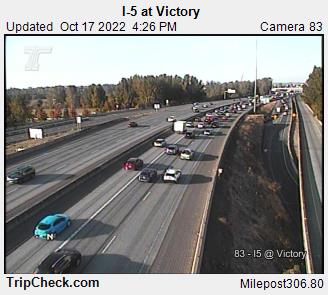 I-5 at Victory
Updated Oct 17 2022 4:26 PM Camera 83
N
83 - I5 @ Victory
TripCheck.com Milepost306.80